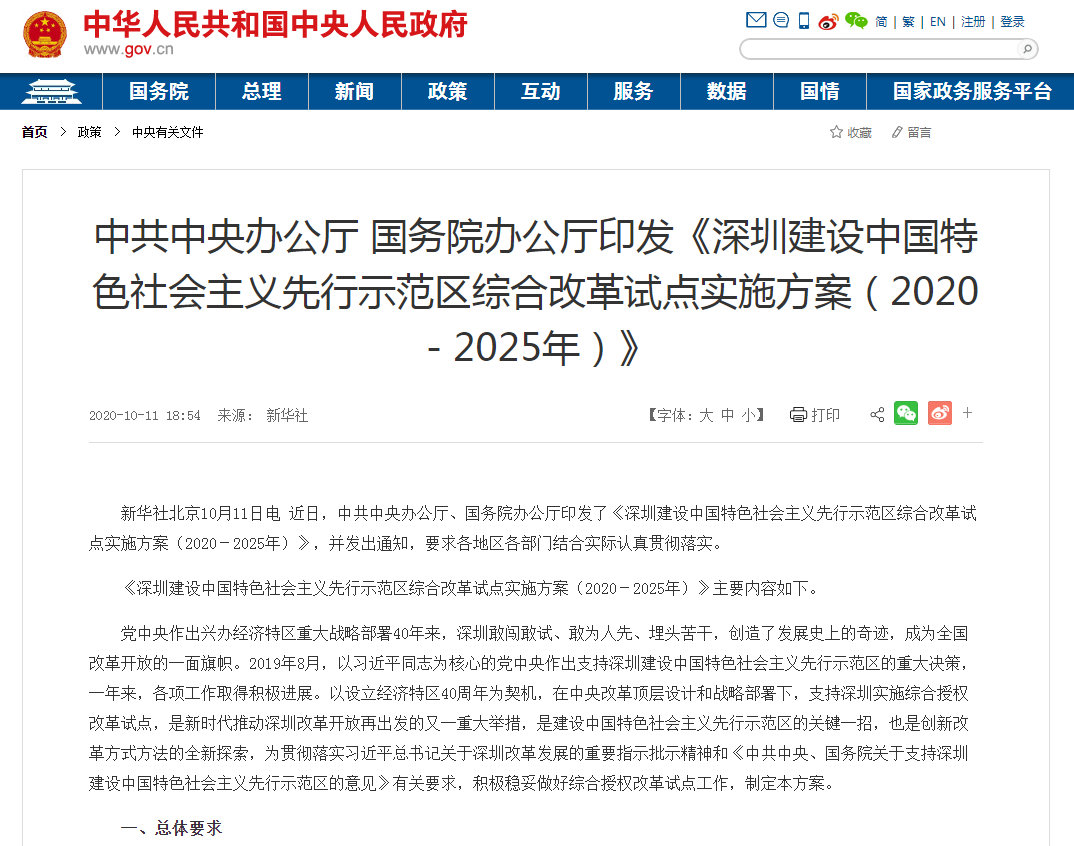 中华人民共和国中央人民政府
www.gov.cn
简 | 繁 | EN | 注册 | 登录
国务院 总理 新闻 政策 互动 服务 数据 国情 国家政务服务平台
首页 > 政策 > 中央有关文件
收藏 留言
中共中央办公厅 国务院办公厅印发《深圳建设中国特
色社会主义先行示范区综合改革试点实施方案（2020
－2025年）》
2020-10-11 18:54 来源： 新华社
【字体：大 中 小】 打印 +
新华社北京10月11日电 近日，中共中央办公厅、国务院办公厅印发了《深圳建设中国特色社会主义先行示范区综合改革试
点实施方案（2020－2025年）》，并发出通知，要求各地区各部门结合实际认真贯彻落实。
《深圳建设中国特色社会主义先行示范区综合改革试点实施方案（2020－2025年）》主要内容如下。
党中央作出兴办经济特区重大战略部署40年来，深圳敢闯敢试、敢为人先、埋头苦干，创造了发展史上的奇迹，成为全国
改革开放的一面旗帜。2019年8月，以习近平同志为核心的党中央作出支持深圳建设中国特色社会主义先行示范区的重大决策，
一年来，各项工作取得积极进展。以设立经济特区40周年为契机，在中央改革顶层设计和战略部署下，支持深圳实施综合授权
改革试点，是新时代推动深圳改革开放再出发的又一重大举措，是建设中国特色社会主义先行示范区的关键一招，也是创新改
革方式方法的全新探索，为贯彻落实习近平总书记关于深圳改革发展的重要指示批示精神和《中共中央、国务院关于支持深圳
建设中国特色社会主义先行示范区的意见》有关要求，积极稳妥做好综合授权改革试点工作，制定本方案。
一、总体要求